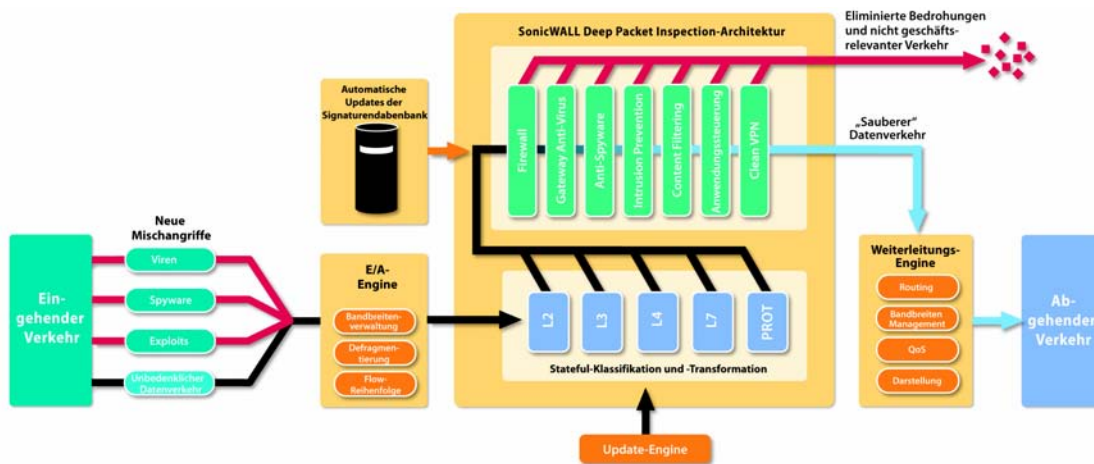 SonicWALL Deep Packet Inspection-Architektur
Eliminierte Bedrohungen
und nicht geschäfts-
relevanter Verkehr
Automatische
Updates der
Signaturendabenbank
Firewall
Gateway Anti-Virus
Anti-Spyware
Intrusion Prevention
Content Filtering
Anwendungssteuerung
Clean VPN
„Sauberer“
Datenverkehr
Neue
Mischangriffe
Ein-
gehender
Verkehr
Viren
Spyware
Exploits
Unbedenklicher
Datenverkehr
E/A-
Engine
Bandbreiten-
verwaltung
Defragmen-
tierung
Flow-
Reihenfolge
L2
L3
L4
L7
PROT
Stateful-Klassifikation und -Transformation
Update-Engine
Weiterleitungs-
Engine
Routing
Bandbreiten
Management
QoS
Darstellung
Ab-
gehender
Verkehr